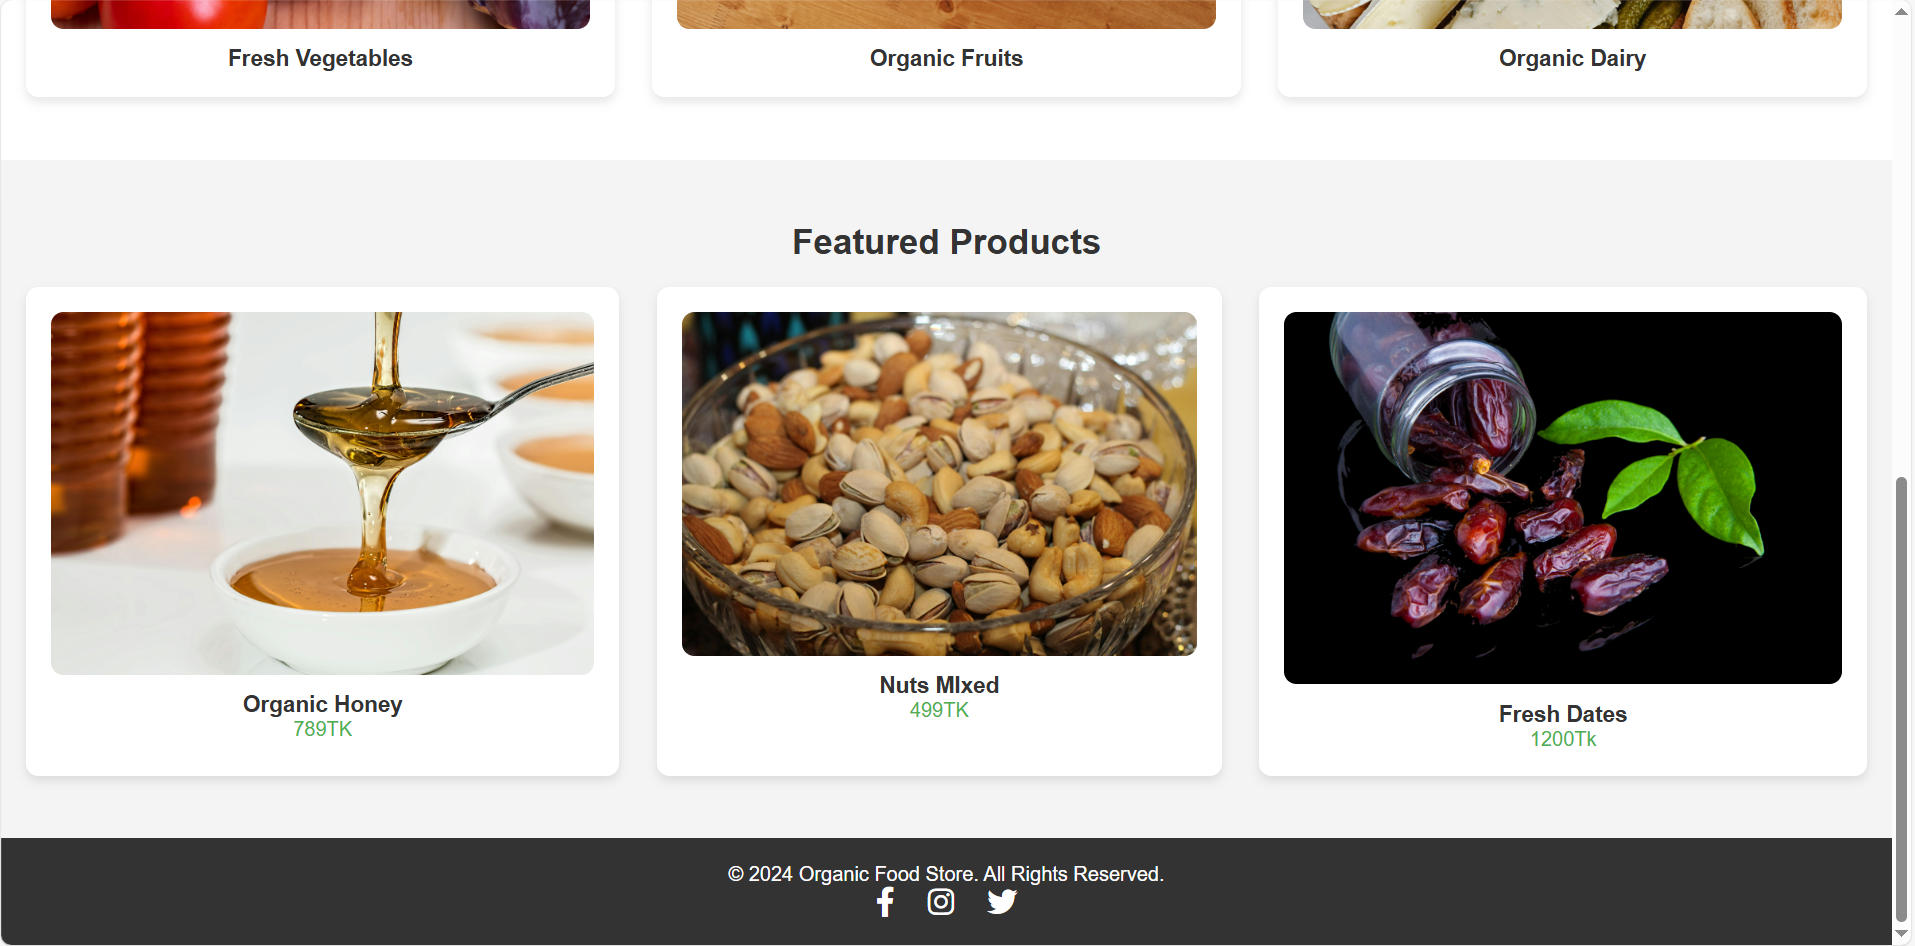 Fresh Vegetables
Organic Fruits
Organic Dairy
Featured Products
Organic Honey
789TK
Nuts MIxed
499TK
Fresh Dates
1200Tk
© 2024 Organic Food Store. All Rights Reserved.